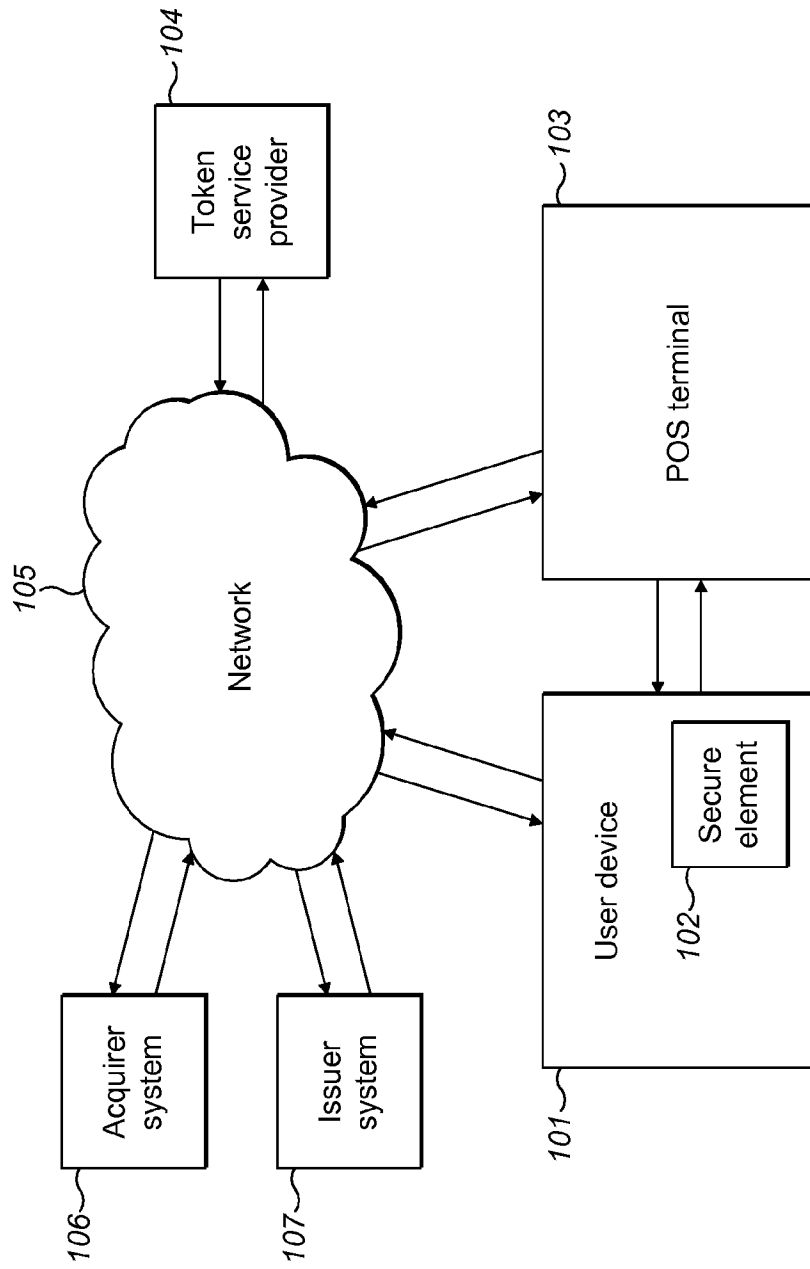 106
Acquirer
system
107
Issuer
system
105
Network
104
Token
service
provider
101
User device
102
Secure
element
103
POS terminal